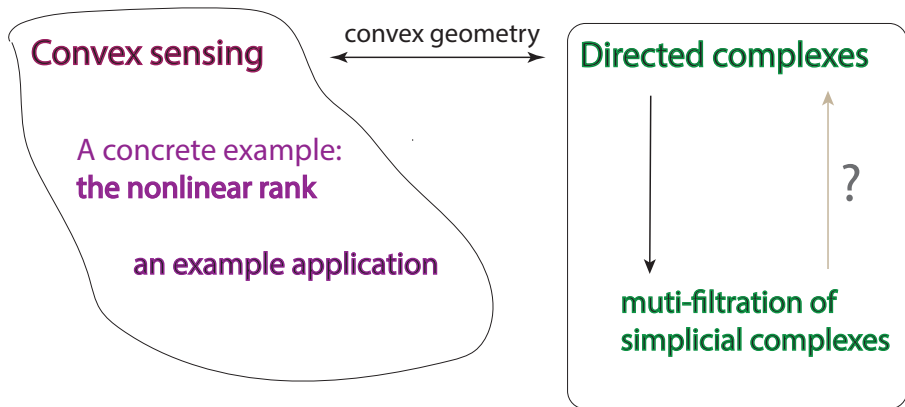 Convex sensing
convex geometry
Directed complexes
A concrete example:
the nonlinear rank
?
an example application
muti-filtration of
simplicial complexes